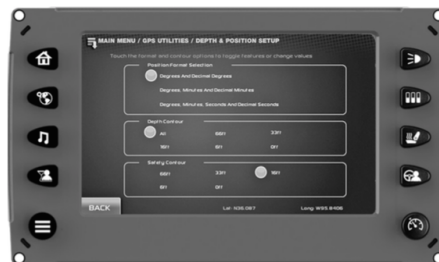 MAIN MENU / GPS UTILITIES / DEPTH & POSITION SETUP
Touch the format and contour options to toggle features or change values
Position Format Selection
Degrees And Decimal Degrees
Degrees, Minutes And Decimal Minutes
Degrees, Minutes, Seconds And Decimal Seconds
Depth Contour
All 66ft 33ft
16ft 8ft 0ft
Safety Contour
66ft 33ft 16ft
8ft 0ft
BACK